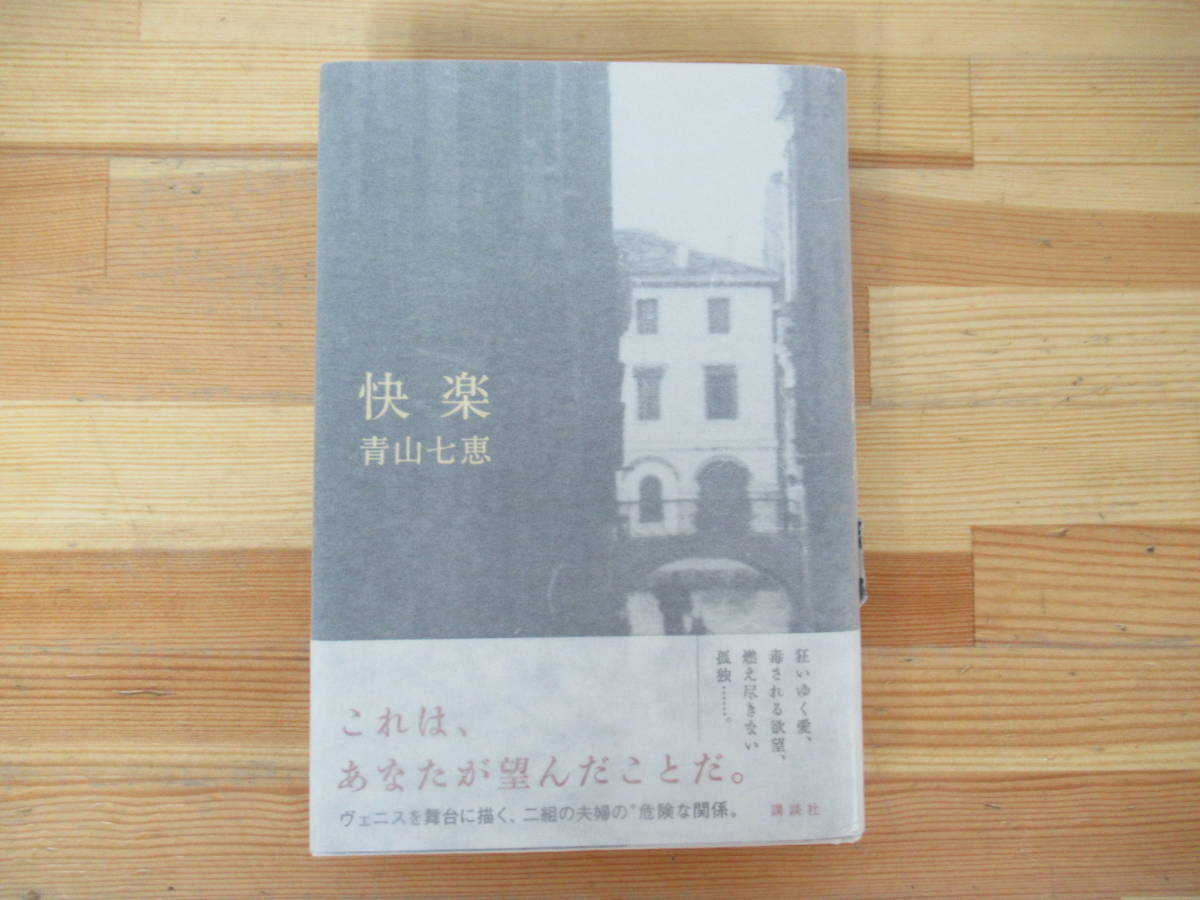 快楽
青山七恵
狂いゆく愛、
毒される欲望、
燃え尽きない
孤独……。
これは、
あなたが望んだことだ。
ヴェニスを舞台に描く、二組の夫婦の〝危険な関係。
講談社